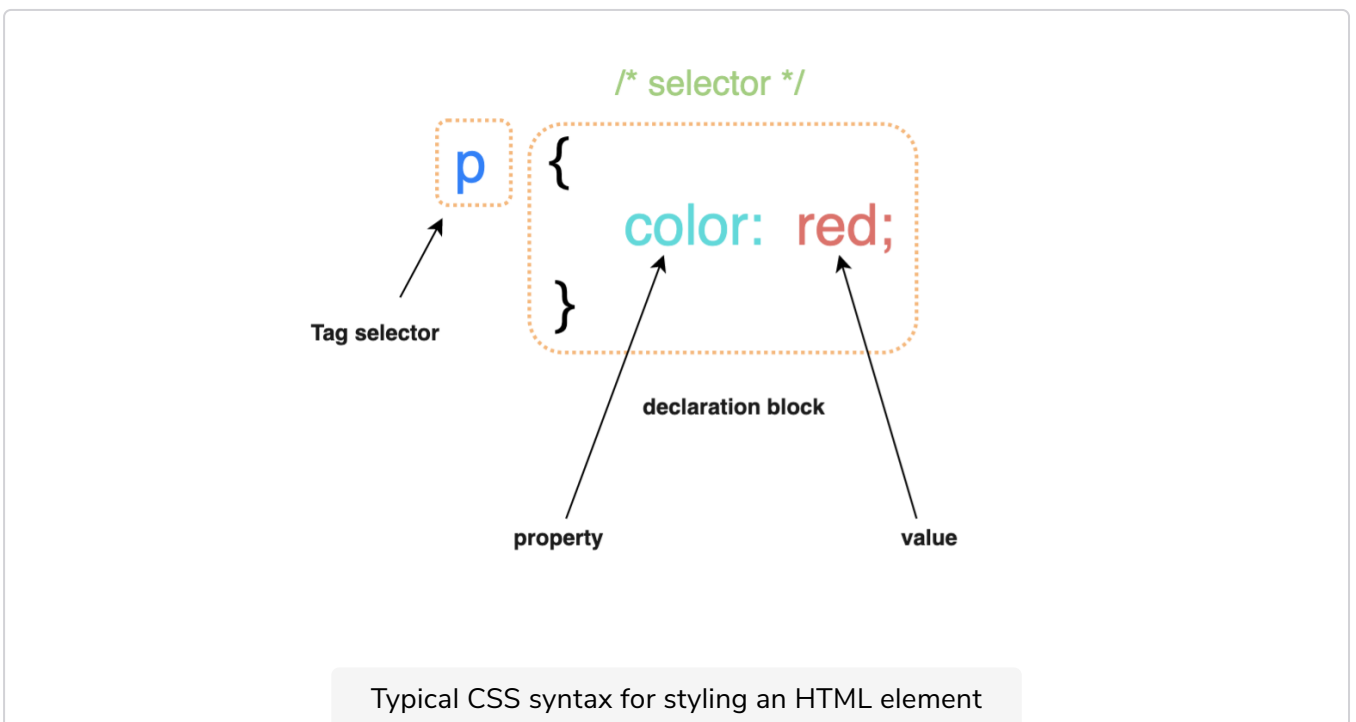 /* selector */
p {
color: red;
}
Tag selector
declaration block
property value
Typical CSS syntax for styling an HTML element